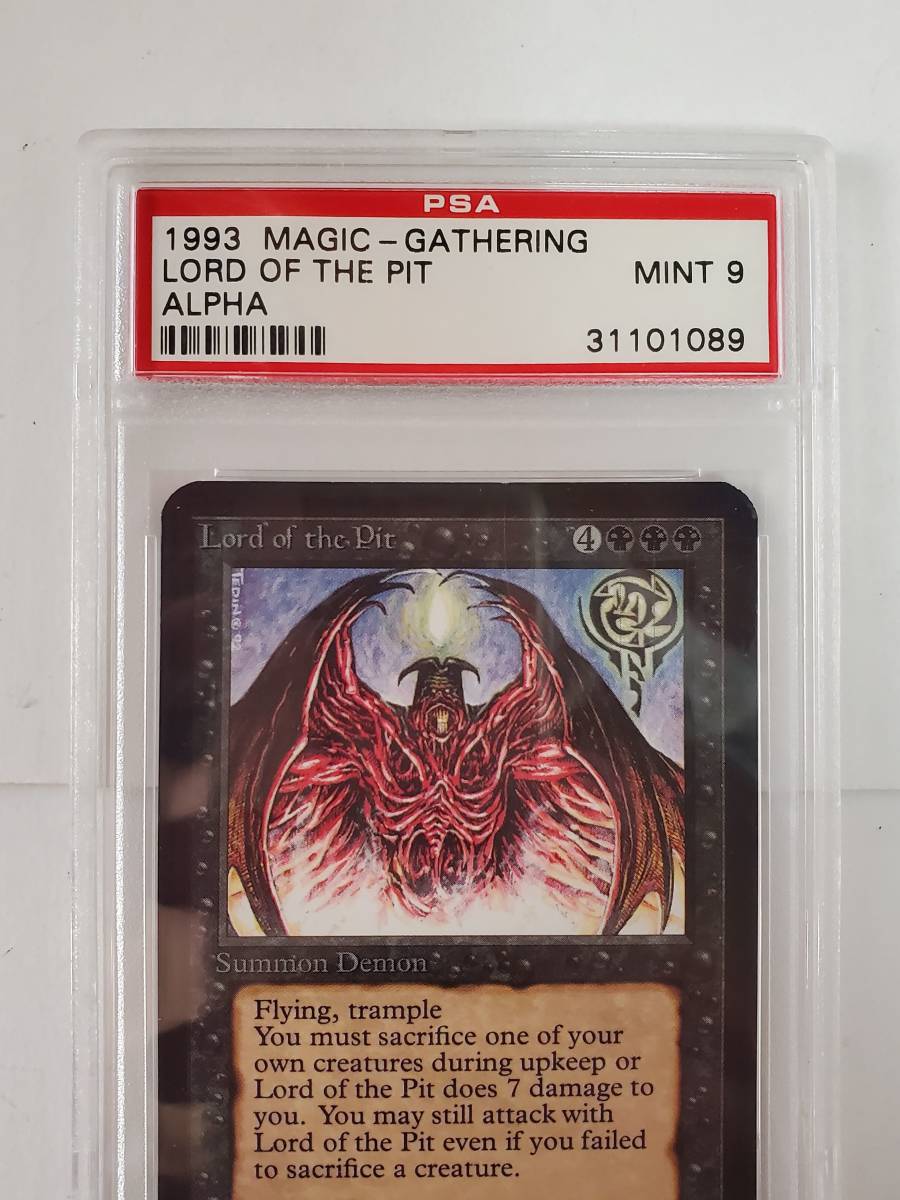 PSA
1993 MAGIC-GATHERING
LORD OF THE PIT MINT 9
ALPHA
31101089
Lord of the Pit 4
Summon Demon
Flying, trample
You must sacrifice one of your
own creatures during upkeep or
Lord of the Pit does 7 damage to
you. You may still attack with
Lord of the Pit even if you failed
to sacrifice a creature.